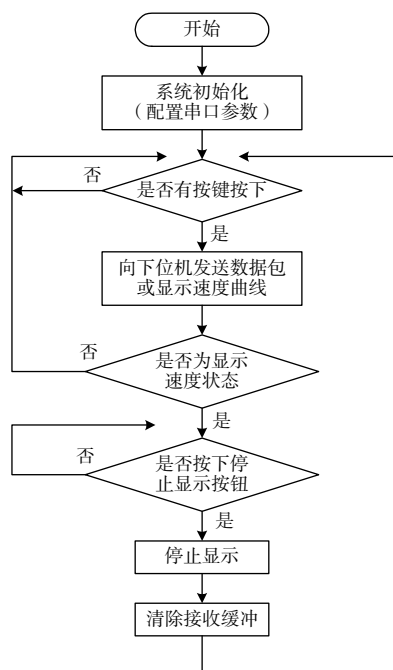 开始
系统初始化
（配置串口参数）
否
是否有按键按下
是
向下位机发送数据包
或显示速度曲线
否
是否为显示
速度状态
是
否
是否按下停
止显示按钮
是
停止显示
清除接收缓冲